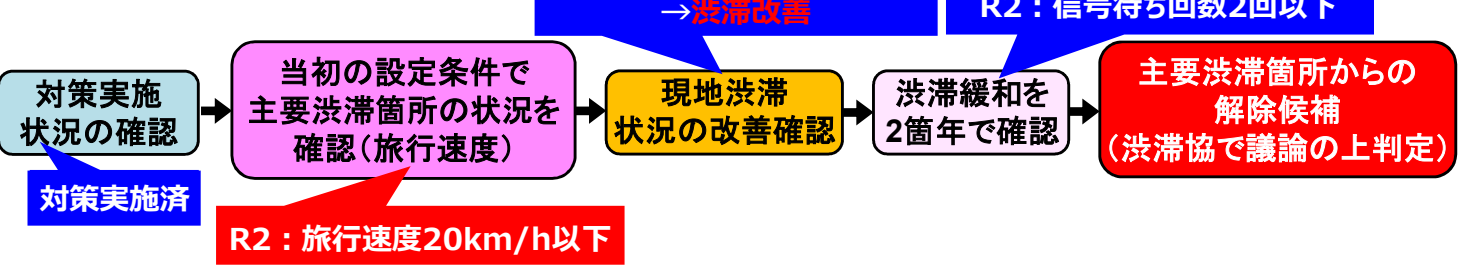 →渋滞改善
R2：信号待ち回数2回以下
対策実施
状況の確認
当初の設定条件で
主要渋滞箇所の状況を
確認（旅行速度）
現地渋滞
状況の改善確認
渋滞緩和を
2箇年で確認
主要渋滞箇所からの
解除候補
（渋滞協で議論の上判定）
対策実施済
R2：旅行速度20km/h以下